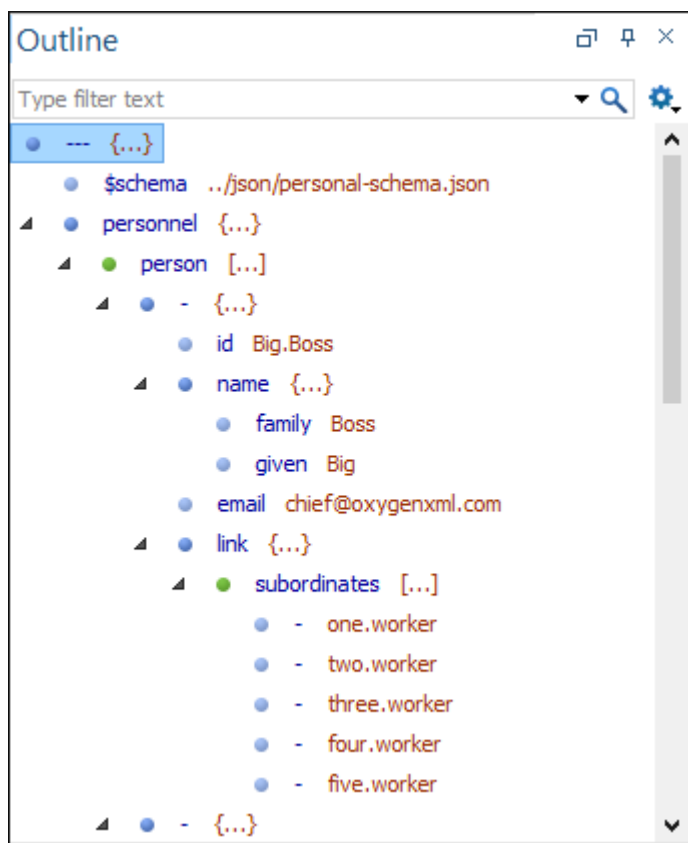 Outline
Type filter text
--- {...}
$schema ../json/personal-schema.json
personnel {...}
person [...]
- {...}
id Big.Boss
name {...}
family Boss
given Big
email chief@oxygenxml.com
link {...}
subordinates [...]
- one.worker
- two.worker
- three.worker
- four.worker
- five.worker
- {...}